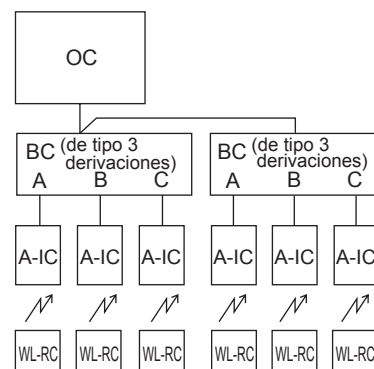 OC
BC (de tipo 3 derivaciones)
A B C
BC (de tipo 3 derivaciones)
A B C
A-IC A-IC A-IC A-IC A-IC A-IC
WL-RC WL-RC WL-RC WL-RC WL-RC WL-RC